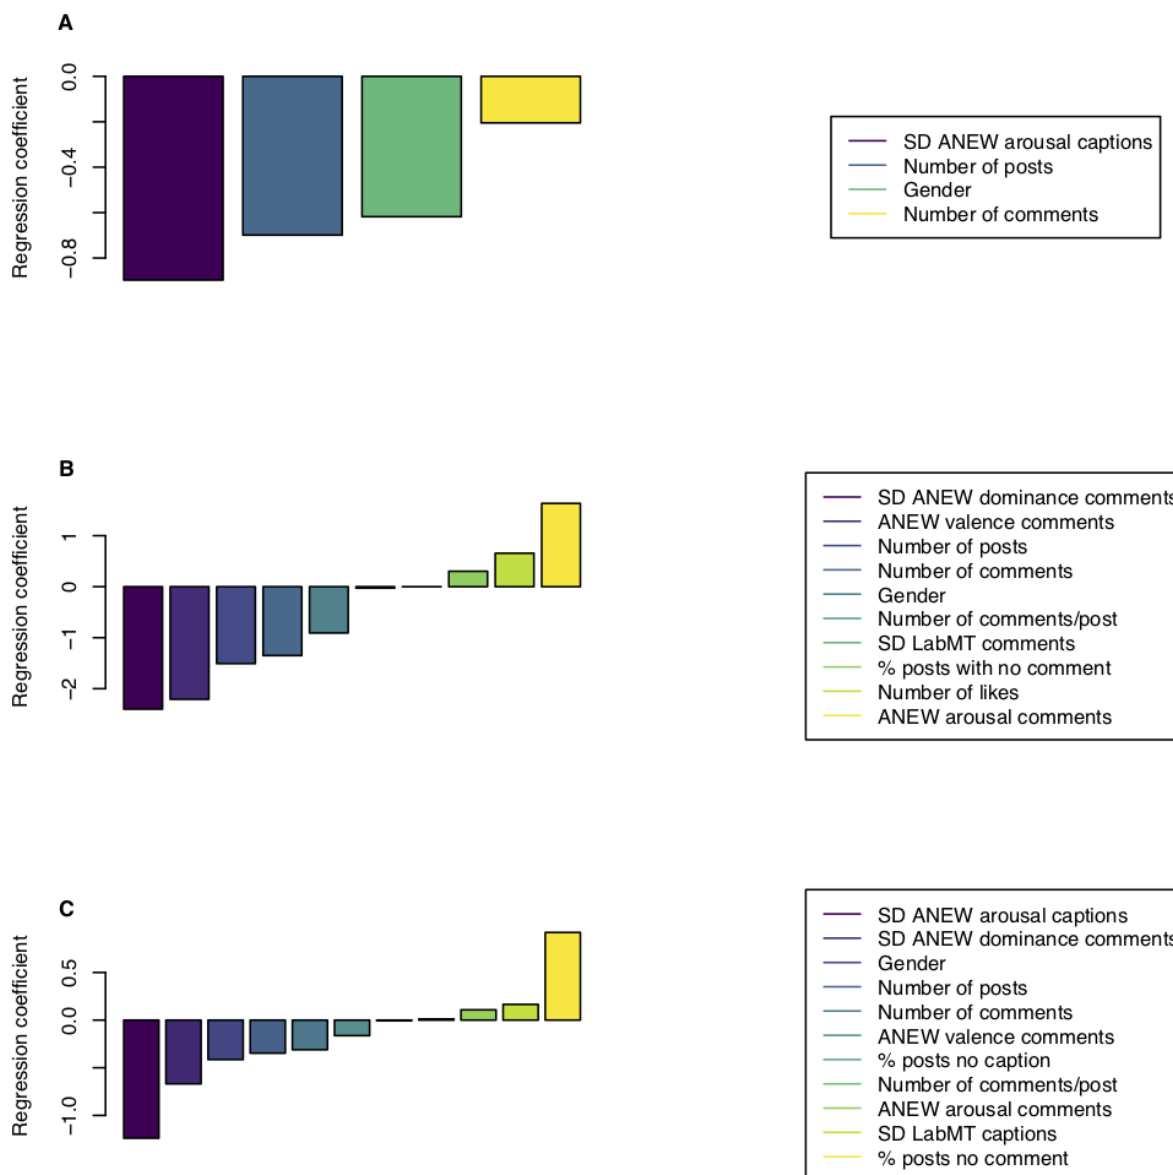 A
Regression coefficient
0.0
−0.4
−0.8
SD ANEW arousal captions
Number of posts
Gender
Number of comments
B
Regression coefficient
1
0
−1
−2
SD ANEW dominance comments
ANEW valence comments
Number of posts
Number of comments
Gender
Number of comments/post
SD LabMT comments
% posts with no comment
Number of likes
ANEW arousal comments
C
Regression coefficient
0.5
0.0
−1.0
SD ANEW arousal captions
SD ANEW dominance comments
Gender
Number of posts
Number of comments
ANEW valence comments
% posts no caption
Number of comments/post
ANEW arousal comments
SD LabMT captions
% posts no comment